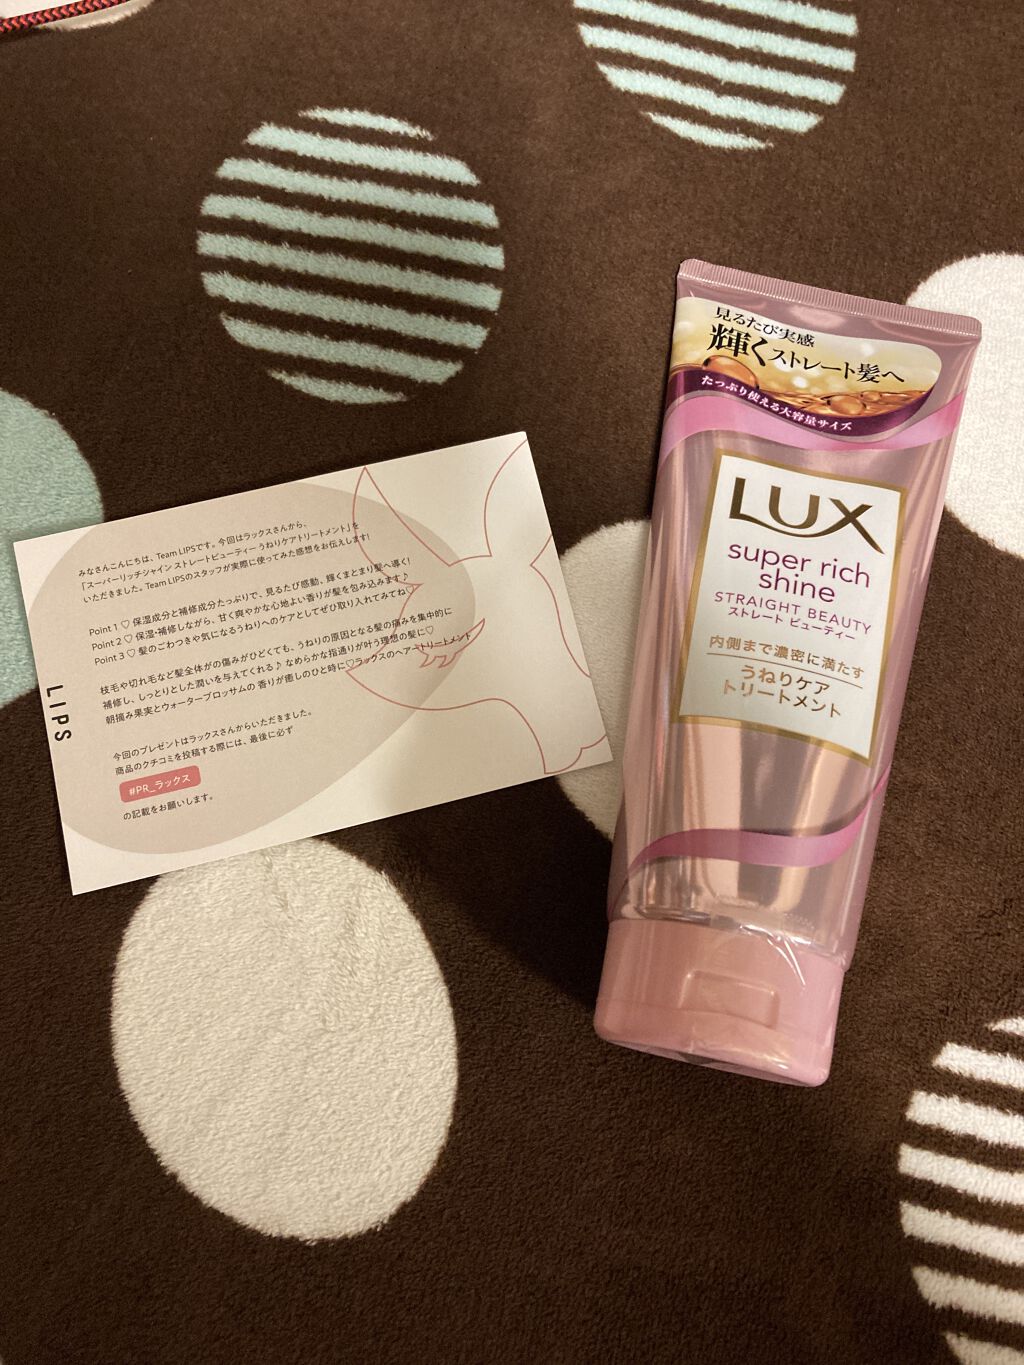 みなさんこんにちは、Team LIPSです。今回はラックスさんから、
「スーパーリッチシャイン ストレートビューティー うねりケアトリートメント」を
いただきました。Team LIPSのスタッフが実際に使ってみた感想をお伝えします!
Point 1 ♡ 保湿成分と補修成分たっぷりで、見るたび感動、輝くまとまり髪へ導く!
Point 2 ♡ 保湿・補修しながら、甘く爽やかな心地よい香りが髪を包み込みます♪
Point 3 ♡ 髪のごわつきや気になるうねりへのケアとしてぜひ取り入れてみてね♡
枝毛や切れ毛など髪全体がの傷みがひどくても、うねりの原因となる髪の痛みを集中的に
補修し、しっとりとした潤いを与えてくれる♪ なめらかな指通りが叶う理想の髪に♡
朝摘み果実とウォーターブロッサムの 香りが癒しのひと時に♡ラックスのヘアートリートメント
今回のプレゼントはラックスさんからいただきました。
商品のクチコミを投稿する際には、最後に必ず
#PR_ラックス
の記載をお願いします。
LIPS
見るたび実感
輝くストレート髪へ
たっぷり使える大容量サイズ
LUX
super rich
shine
STRAIGHT BEAUTY
ストレート ビューティー
内側まで濃密に満たす
うねりケア
トリートメント